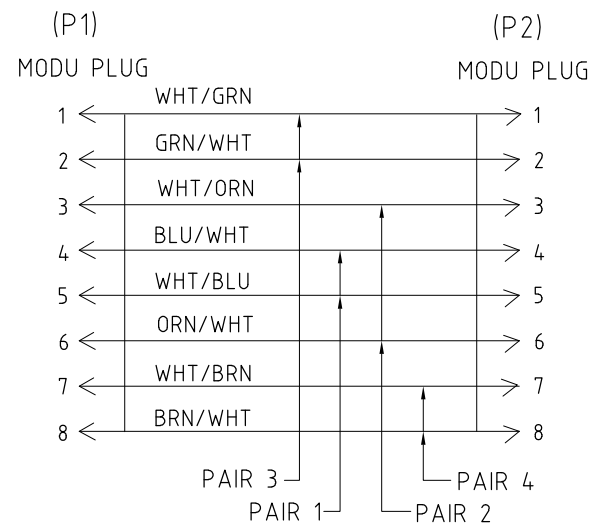 (P1) (P2)
MODU PLUG MODU PLUG
1 WHT/GRN 1
2 GRN/WHT 2
3 WHT/ORN 3
4 BLU/WHT 4
5 WHT/BLU 5
6 ORN/WHT 6
7 WHT/BRN 7
8 BRN/WHT 8
PAIR 3 PAIR 4
PAIR 1 PAIR 2